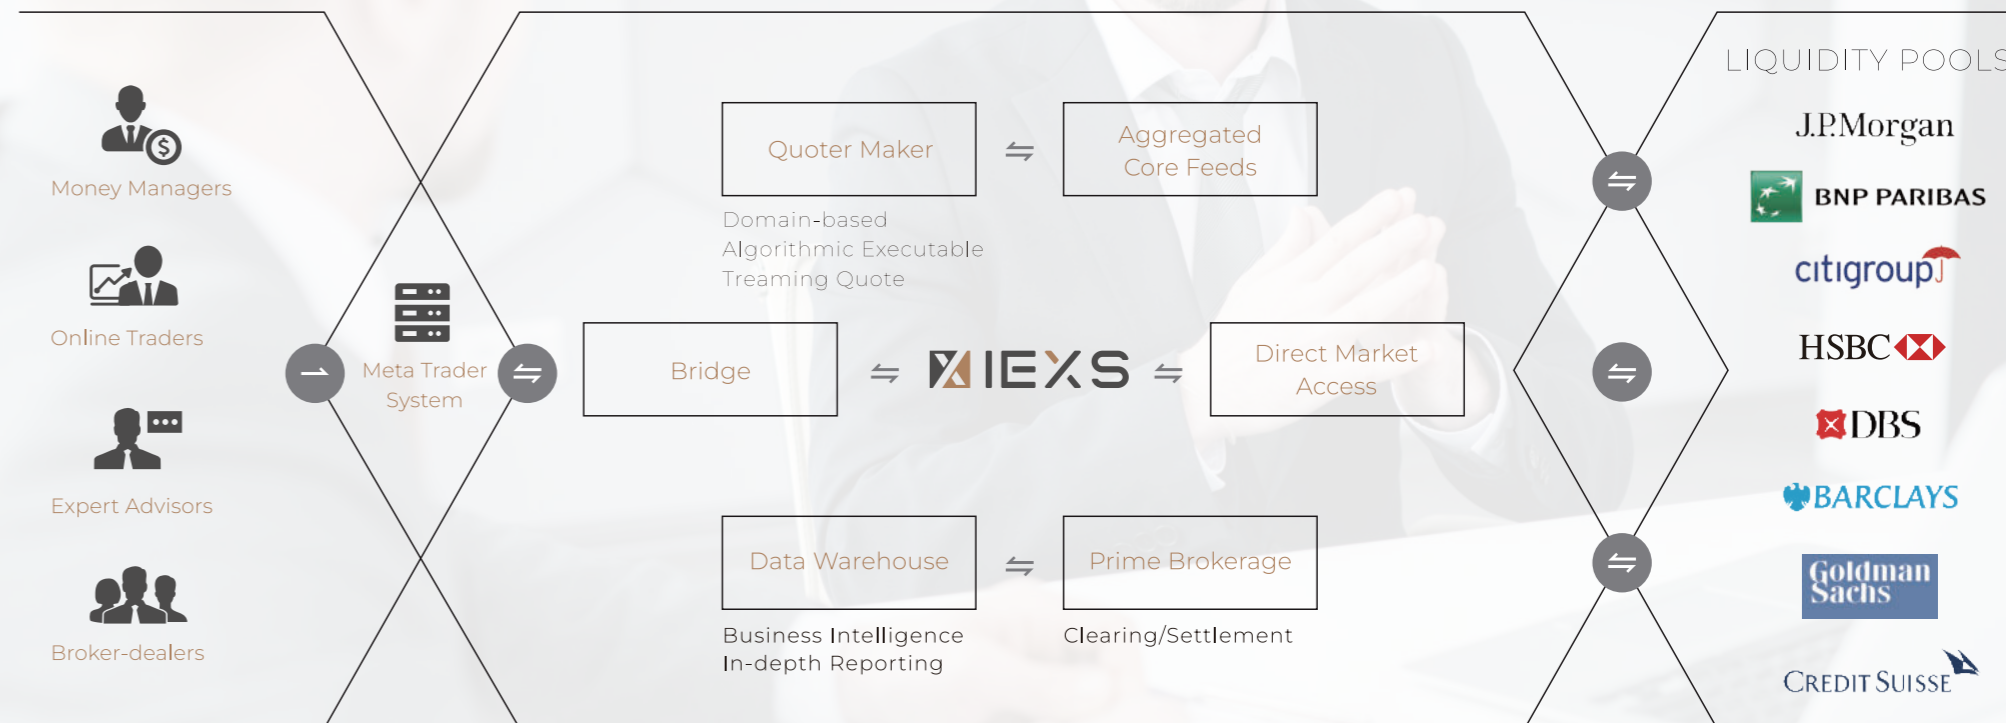 LIQUIDITY POOLS
Money Managers
Online Traders
Expert Advisors
Broker-dealers
Meta Trader
System
Quoter Maker
Domain-based
Algorithmic Executable
Treaming Quote
Aggregated
Core Feeds
Bridge
IEXS
Direct Market
Access
Data Warehouse
Business Intelligence
In-depth Reporting
Prime Brokerage
Clearing/Settlement
J.P.Morgan
BNP PARIBAS
citigroup
HSBC
DBS
BARCLAYS
Goldman
Sachs
CREDIT SUISSE